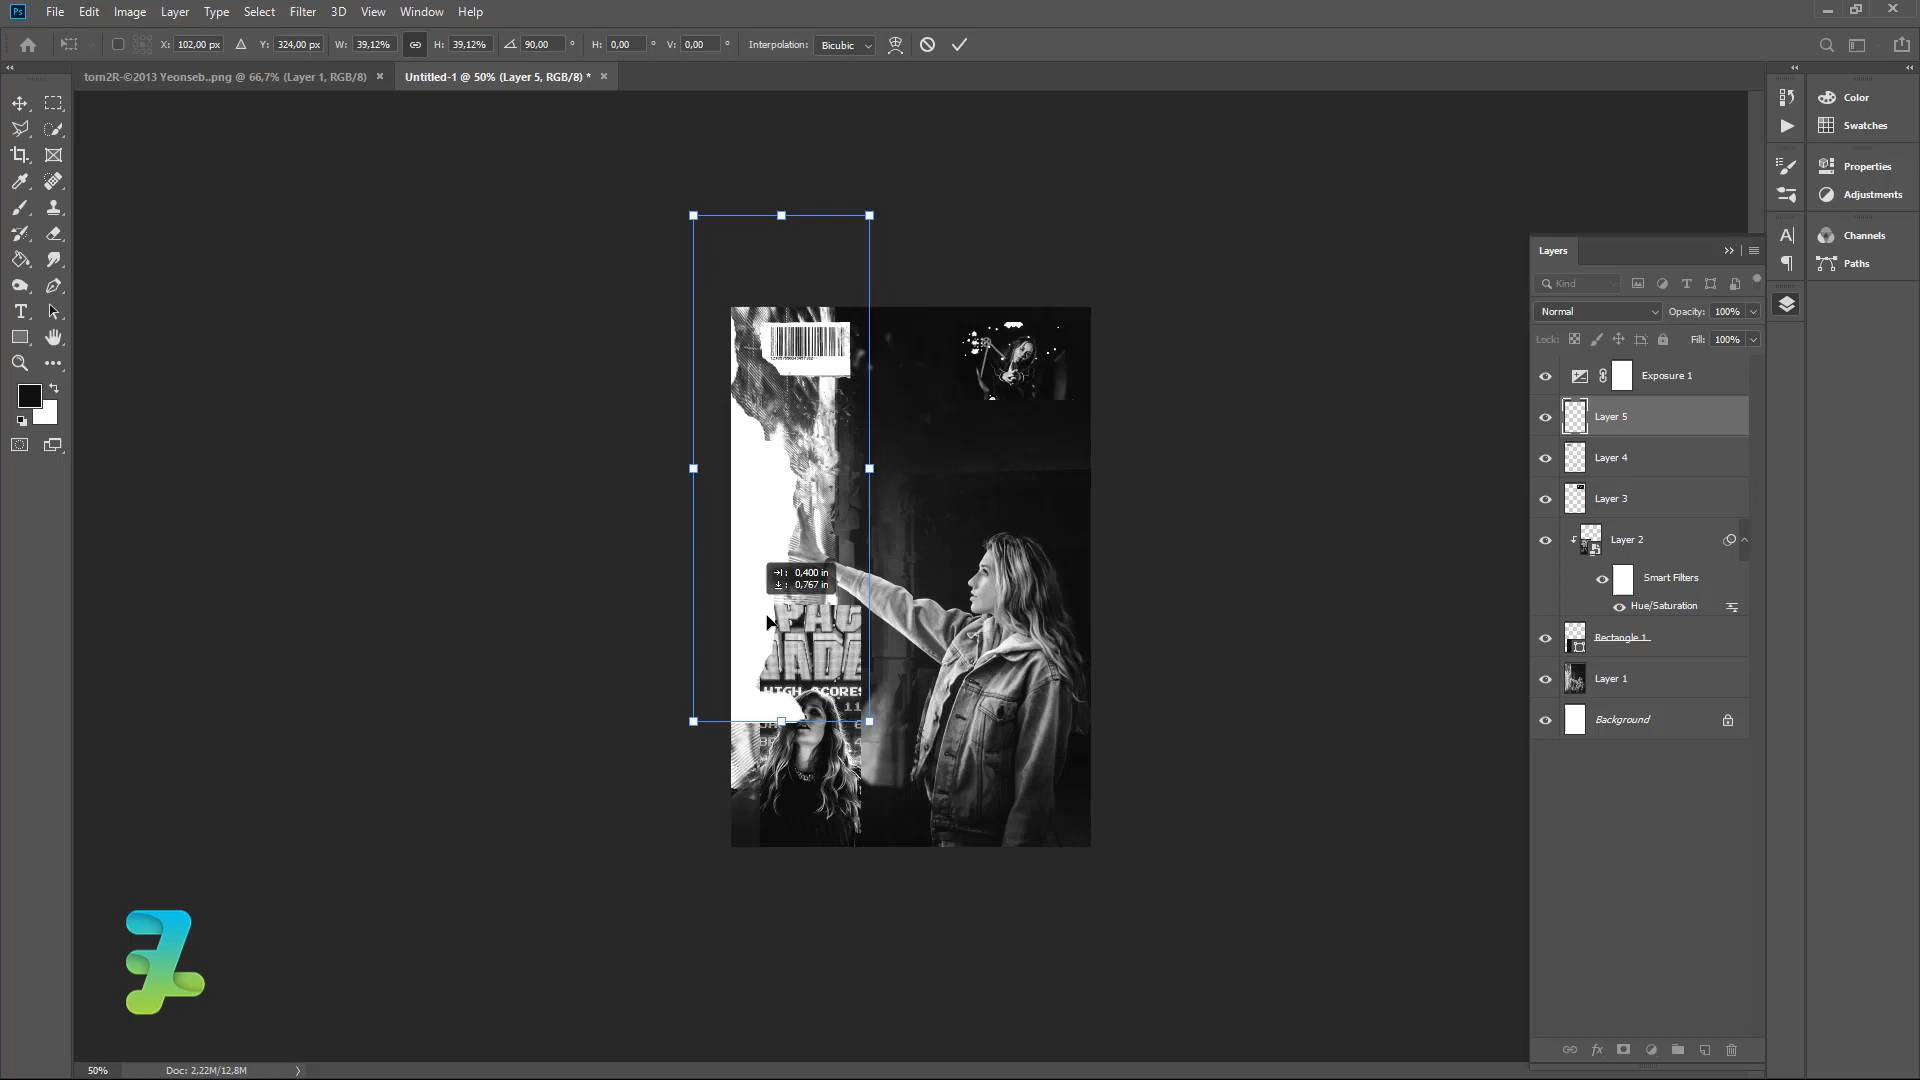 Ps File Edit Image Layer Type Select Filter 3D View Window Help
X: 102,00 px Y: 324,00 px W: 39,12% H: 39,12% 90,00 ° H: 0,00 ° V: 0,00 ° Interpolation: Bicubic
torn2R-©2013 Yeonseb..png @ 66,7% (Layer 1, RGB/8) × Untitled-1 @ 50% (Layer 5, RGB/8) * ×
Color
Swatches
Properties
Adjustments
Channels
Paths
Layers
Kind
Normal Opacity: 100%
Lock: Fill: 100%
Exposure 1
Layer 5
Layer 4
Layer 3
Layer 2
Smart Filters
Hue/Saturation
Rectangle 1
Layer 1
Background
0,400 in
0,767 in
HIGH SCORES
11
50% Doc: 2,22M/12,8M